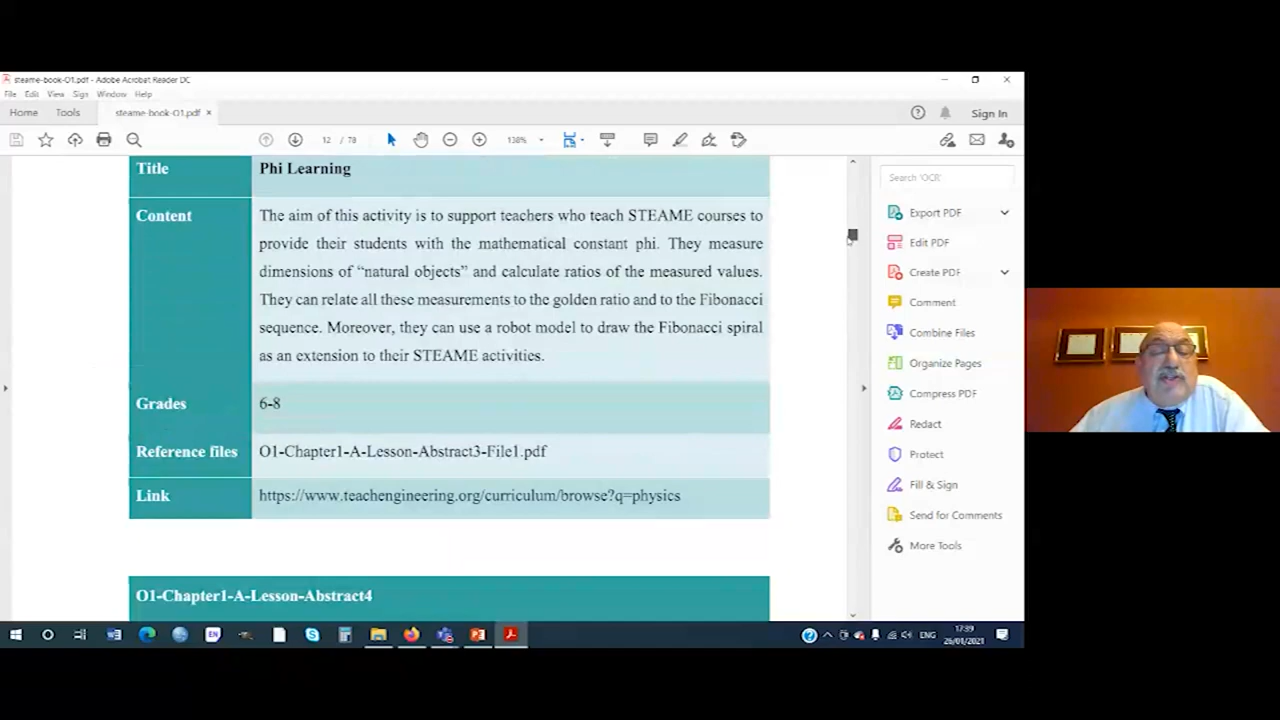 steame-book-O1.pdf - Adobe Acrobat Reader DC
File Edit View Sign Window Help
Home Tools steame-book-O1.pdf × Sign In
12 / 78 138%
Title Phi Learning
Content The aim of this activity is to support teachers who teach STEAME courses to
provide their students with the mathematical constant phi. They measure
dimensions of “natural objects” and calculate ratios of the measured values.
They can relate all these measurements to the golden ratio and to the Fibonacci
sequence. Moreover, they can use a robot model to draw the Fibonacci spiral
as an extension to their STEAME activities.
Grades 6-8
Reference files O1-Chapter1-A-Lesson-Abstract3-File1.pdf
Link https://www.teachengineering.org/curriculum/browse?q=physics
O1-Chapter1-A-Lesson-Abstract4
Search 'OCR'
Export PDF
Edit PDF
Create PDF
Comment
Combine Files
Organize Pages
Compress PDF
Redact
Protect
Fill & Sign
Send for Comments
More Tools
EN
ENG
17:39
26/01/2021